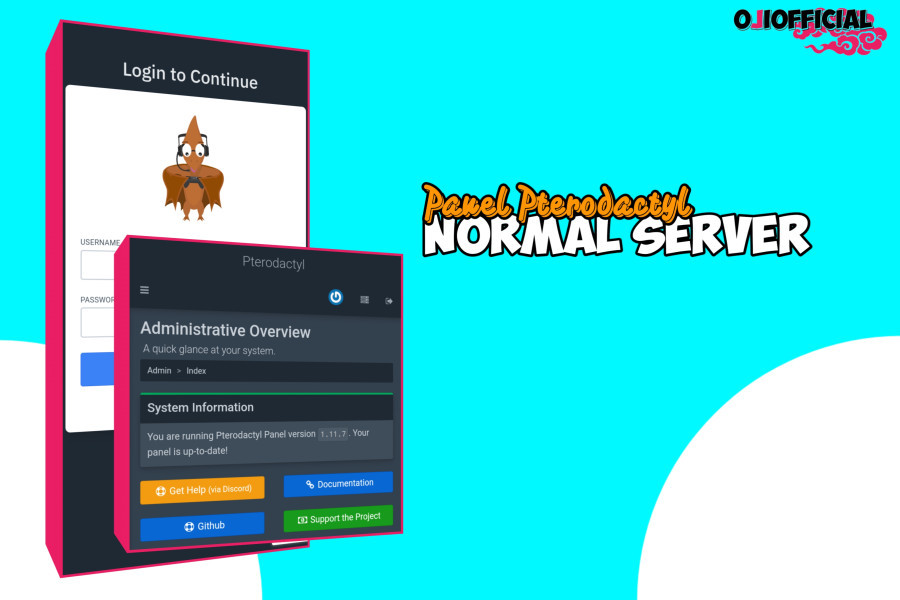 OJIOFFICIAL
Login to Continue
USERNAME
PASSWOR
Panel Pterodactyl
NORMAL SERVER
Pterodactyl
Administrative Overview
A quick glance at your system.
Admin > Index
System Information
You are running Pterodactyl Panel version 1.11.7. Your
panel is up-to-date!
Get Help (via Discord)
Documentation
Github
Support the Project